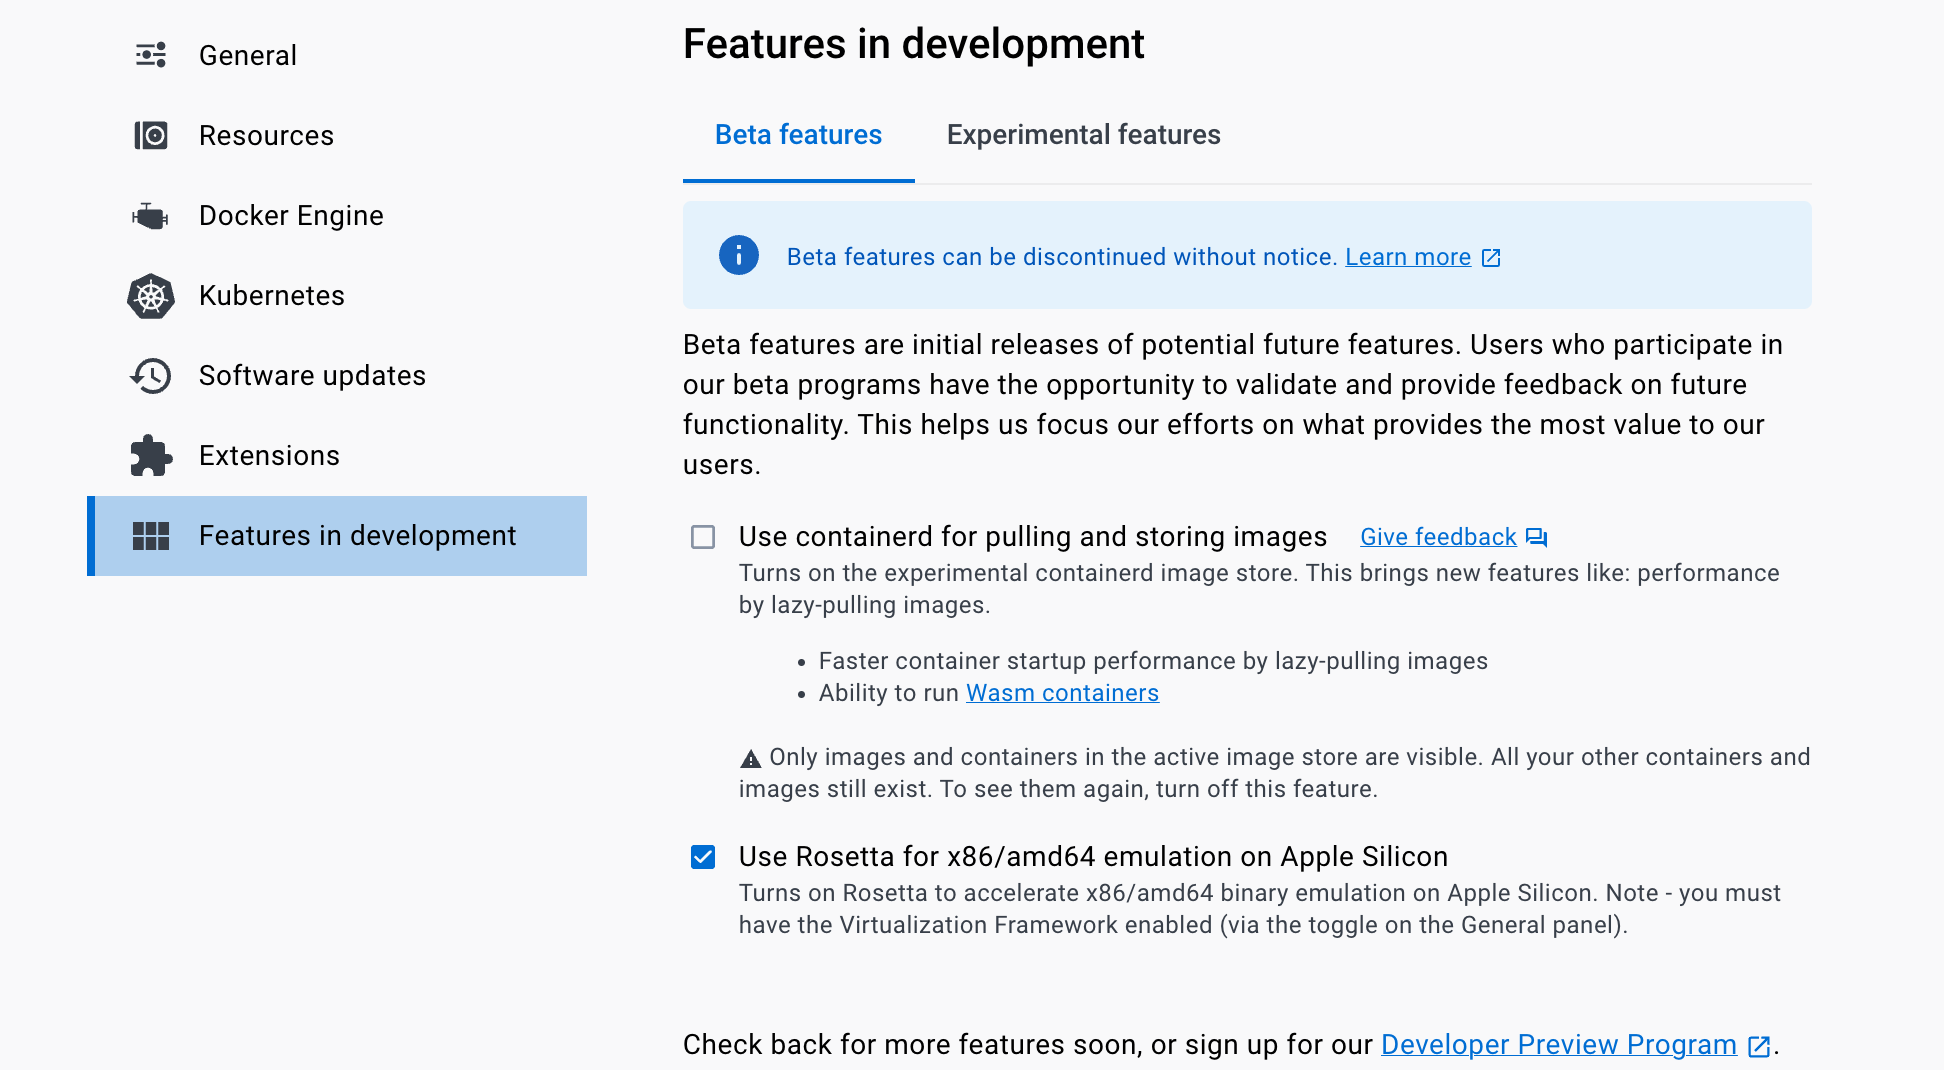 General
Resources
Docker Engine
Kubernetes
Software updates
Extensions
Features in development
Features in development
Beta features
Experimental features
Beta features can be discontinued without notice. Learn more
Beta features are initial releases of potential future features. Users who participate in
our beta programs have the opportunity to validate and provide feedback on future
functionality. This helps us focus our efforts on what provides the most value to our
users.
Use containerd for pulling and storing images Give feedback
Turns on the experimental containerd image store. This brings new features like: performance
by lazy-pulling images.
• Faster container startup performance by lazy-pulling images
• Ability to run Wasm containers
Only images and containers in the active image store are visible. All your other containers and
images still exist. To see them again, turn off this feature.
Use Rosetta for x86/amd64 emulation on Apple Silicon
Turns on Rosetta to accelerate x86/amd64 binary emulation on Apple Silicon. Note - you must
have the Virtualization Framework enabled (via the toggle on the General panel).
Check back for more features soon, or sign up for our Developer Preview Program.